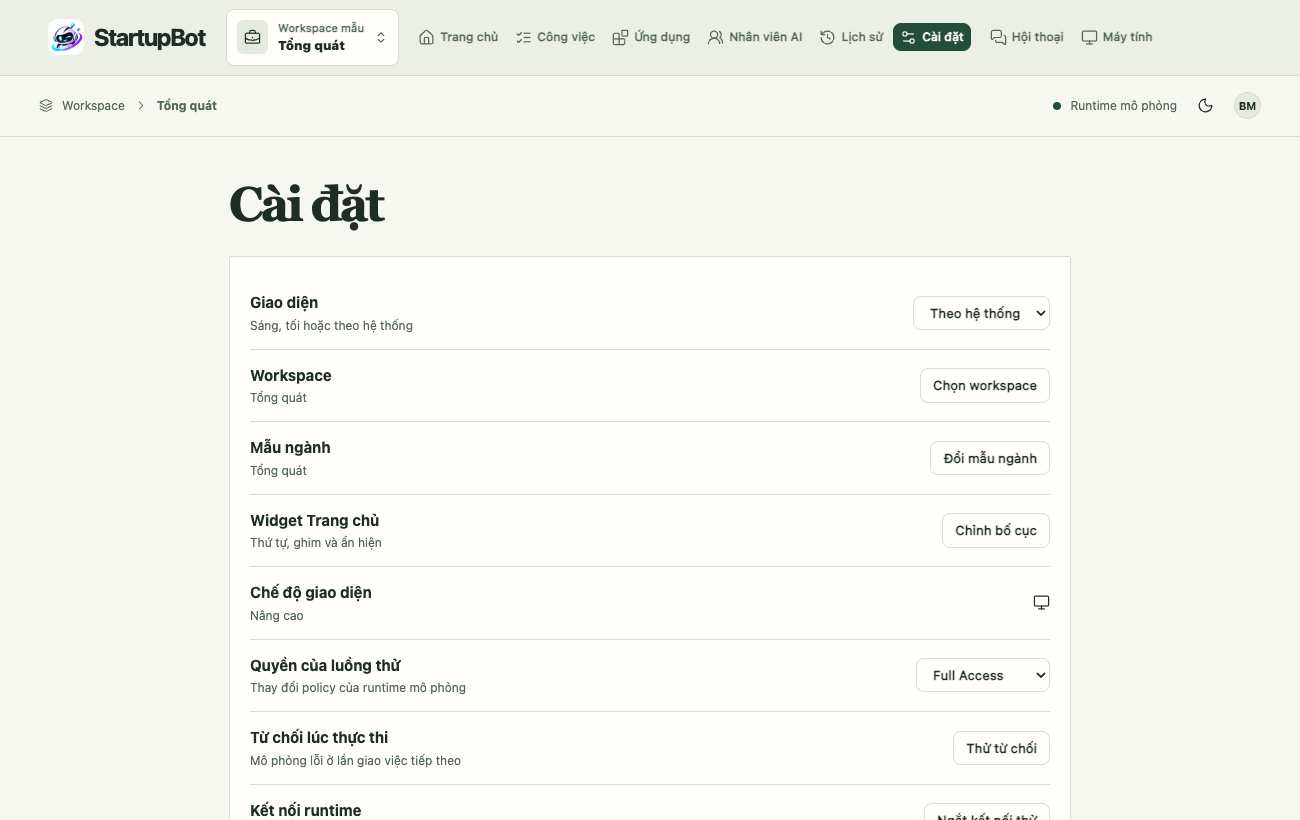 StartupBot
Workspace mẫu
Tổng quát
Trang chủ
Công việc
Ứng dụng
Nhân viên AI
Lịch sử
Cài đặt
Hội thoại
Máy tính
Workspace
Tổng quát
Runtime mô phỏng
BM
Cài đặt
Giao diện
Sáng, tối hoặc theo hệ thống
Theo hệ thống
Workspace
Tổng quát
Chọn workspace
Mẫu ngành
Tổng quát
Đổi mẫu ngành
Widget Trang chủ
Thứ tự, ghim và ẩn hiện
Chỉnh bố cục
Chế độ giao diện
Nâng cao
Quyền của luồng thử
Thay đổi policy của runtime mô phỏng
Full Access
Từ chối lúc thực thi
Mô phỏng lỗi ở lần giao việc tiếp theo
Thử từ chối
Kết nối runtime
Ngắt kết nối thử